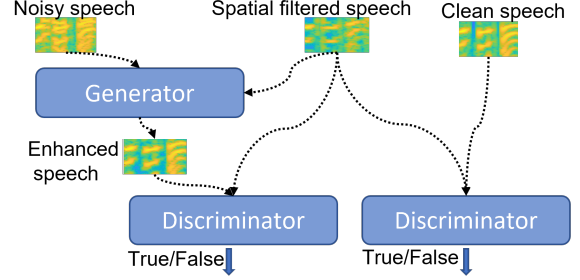 Noisy speech
Spatial filtered speech
Clean speech
Generator
Enhanced
speech
Discriminator
Discriminator
True/False
True/False